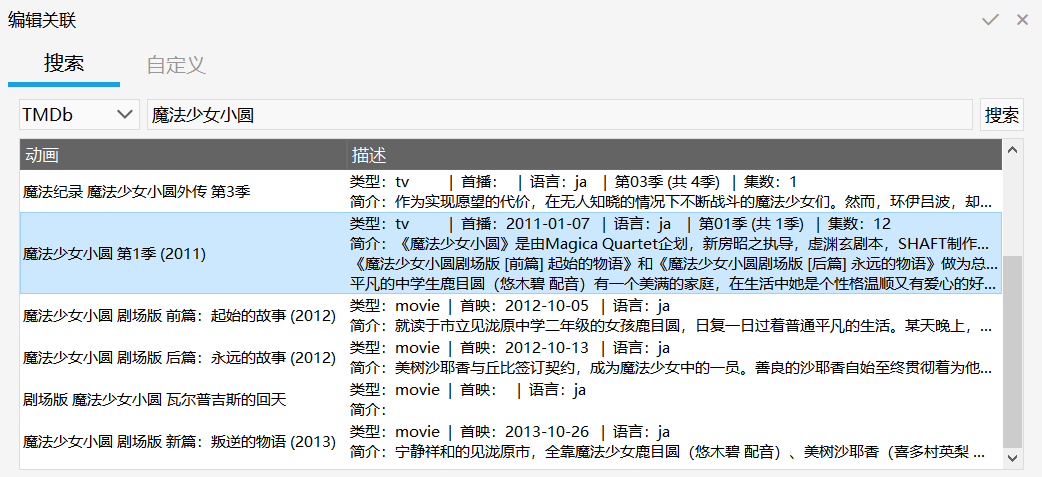 编辑关联
搜索 自定义
TMDb 魔法少女小圆 搜索
动画 描述
魔法纪录 魔法少女小圆外传 第3季
类型：tv | 首播： | 语言：ja | 第03季 (共 4季) | 集数：1
简介：作为实现愿望的代价，在无人知晓的情况下不断战斗的魔法少女们。然而，环伊吕波，却...
魔法少女小圆 第1季 (2011)
类型：tv | 首播：2011-01-07 | 语言：ja | 第01季 (共 1季) | 集数：12
简介：《魔法少女小圆》是由Magica Quartet企划，新房昭之执导，虚渊玄剧本，SHAFT制作...
《魔法少女小圆剧场版 [前篇] 起始的物语》和《魔法少女小圆剧场版 [后篇] 永远的物语》做为总...
平凡的中学生鹿目圆（悠木碧 配音）有一个美满的家庭，在生活中她是个性格温顺又有爱心的好...
魔法少女小圆 剧场版 前篇：起始的故事 (2012)
类型：movie | 首映：2012-10-05 | 语言：ja
简介：就读于市立见泷原中学二年级的女孩鹿目圆，日复一日过着普通平凡的生活。某天晚上，...
魔法少女小圆 剧场版 后篇：永远的故事 (2012)
类型：movie | 首映：2012-10-13 | 语言：ja
简介：美树沙耶香与丘比签订契约，成为魔法少女中的一员。善良的沙耶香自始至终贯彻着为他...
剧场版 魔法少女小圆 瓦尔普吉斯的回天
类型：movie | 首映： | 语言：ja
简介：
魔法少女小圆 剧场版 新篇：叛逆的物语 (2013)
类型：movie | 首映：2013-10-26 | 语言：ja
简介：宁静祥和的见泷原市，全靠魔法少女鹿目圆（悠木碧 配音）、美树沙耶香（喜多村英梨 ...